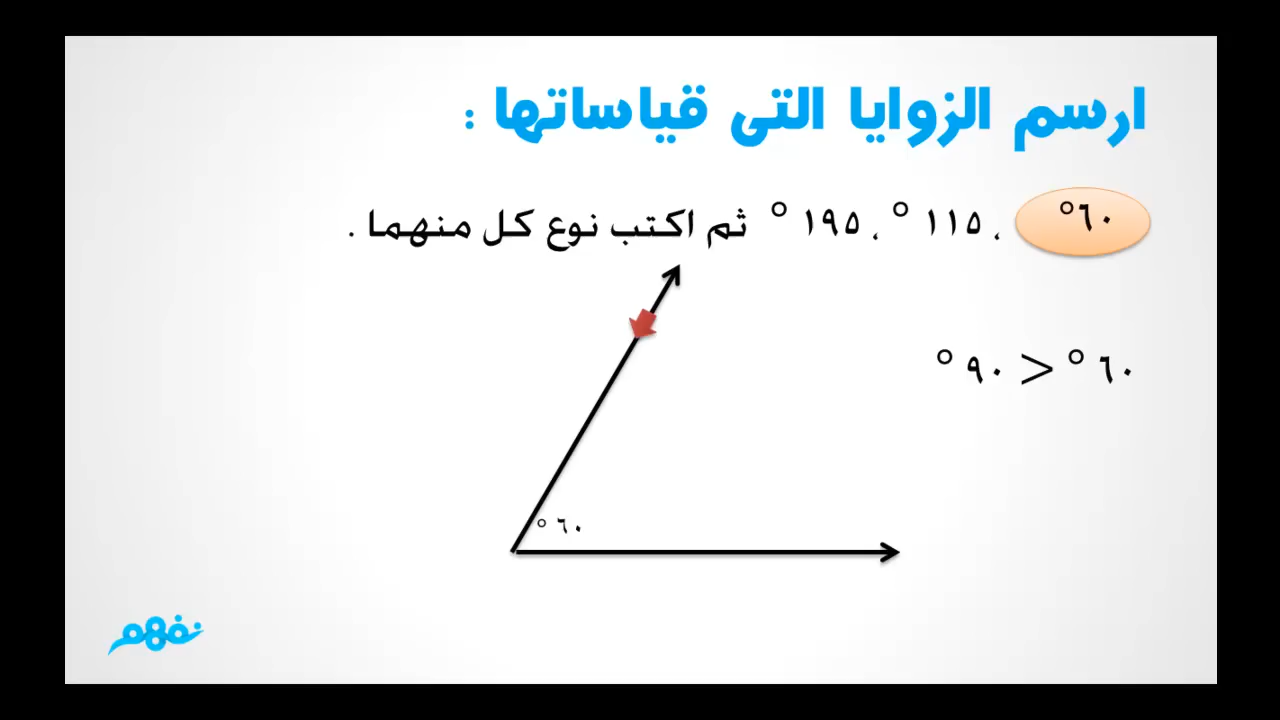 ارسم الزوايا التى قياساتها :
٦٠° ، ١١٥° ، ١٩٥° ثم اكتب نوع كل منهما .
٦٠° > ٩٠°
٦٠°
نفهم